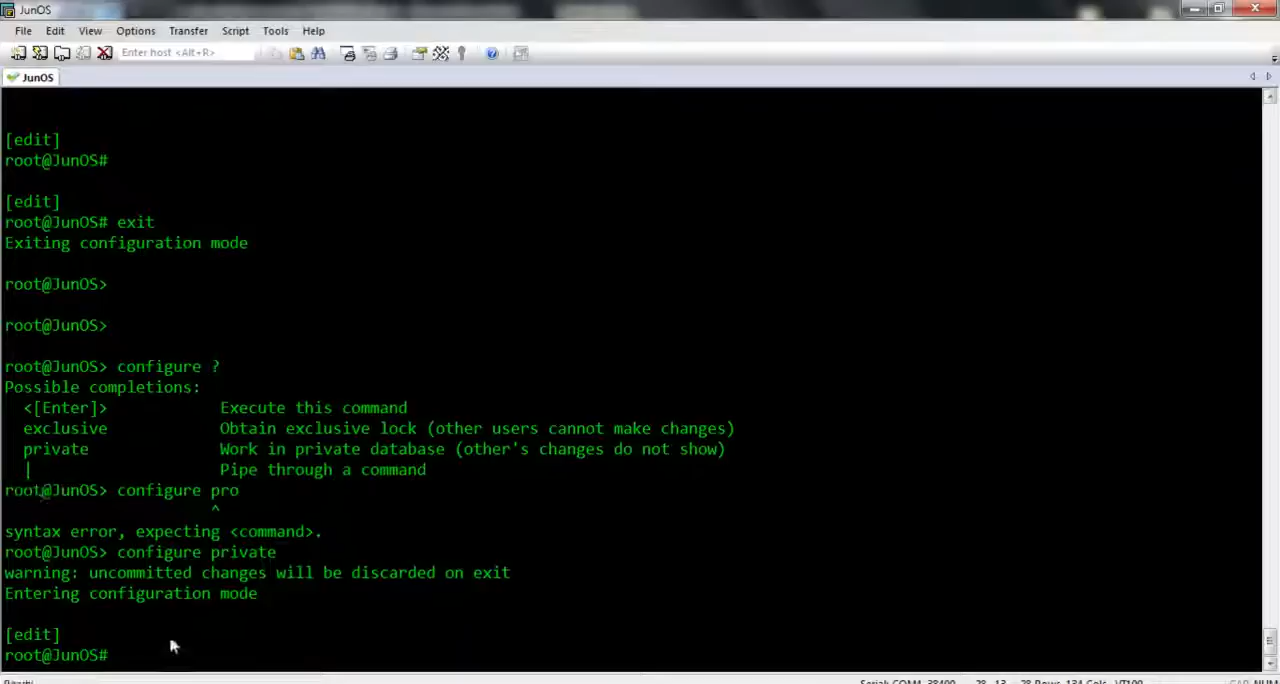 JunOS
File Edit View Options Transfer Script Tools Help
Enter host <Alt+R>
JunOS
[edit]
root@JunOS#
[edit]
root@JunOS# exit
Exiting configuration mode
root@JunOS>
root@JunOS>
root@JunOS> configure ?
Possible completions:
<[Enter]> Execute this command
exclusive Obtain exclusive lock (other users cannot make changes)
private Work in private database (other's changes do not show)
| Pipe through a command
root@JunOS> configure pro
^
syntax error, expecting <command>.
root@JunOS> configure private
warning: uncommitted changes will be discarded on exit
Entering configuration mode
[edit]
root@JunOS#